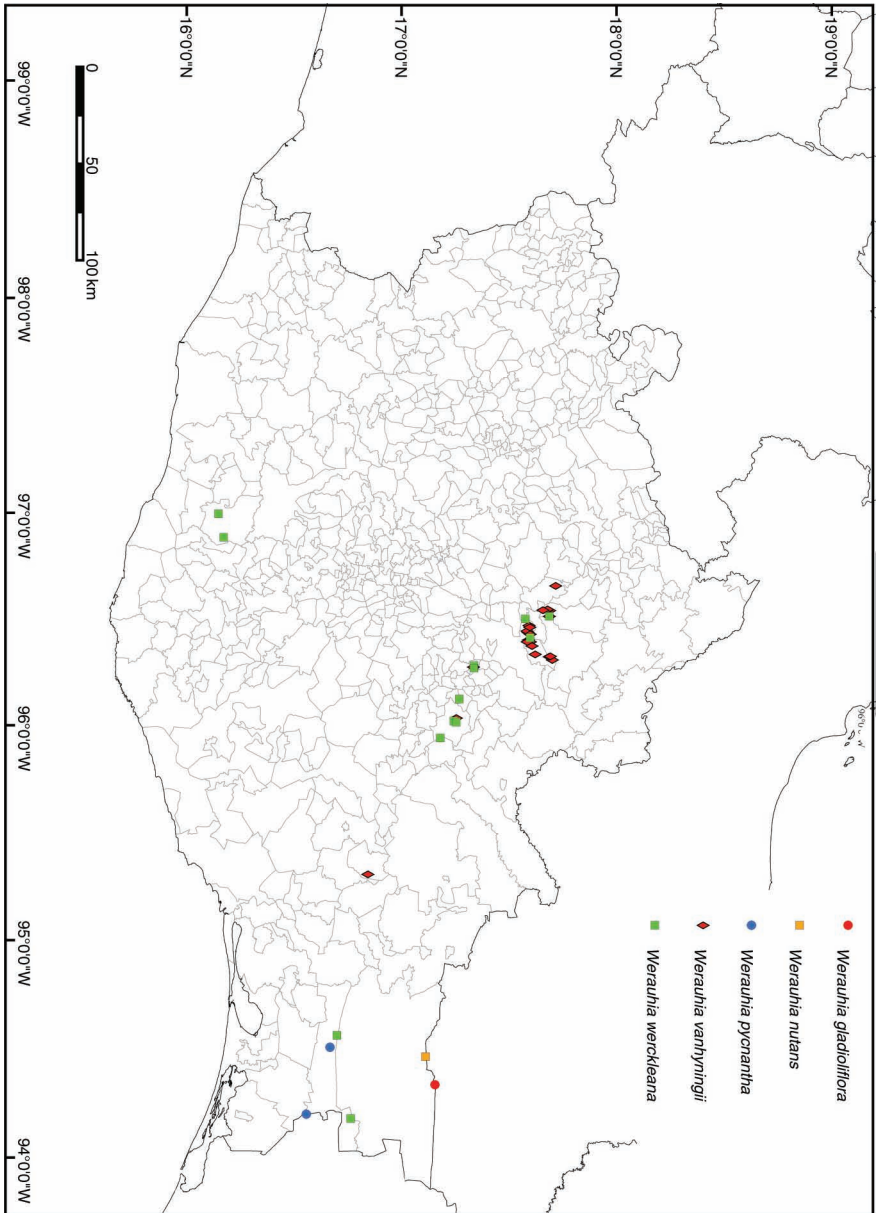 19°0'0"N
18°0'0"N
17°0'0"N
16°0'0"N
Werauhia gladioliflora
Werauhia nutans
Werauhia pycnantha
Werauhia vanhyningii
Werauhia werckleana
0 50 100 km
99°0'0"W 98°0'0"W 97°0'0"W 96°0'0"W 95°0'0"W 94°0'0"W